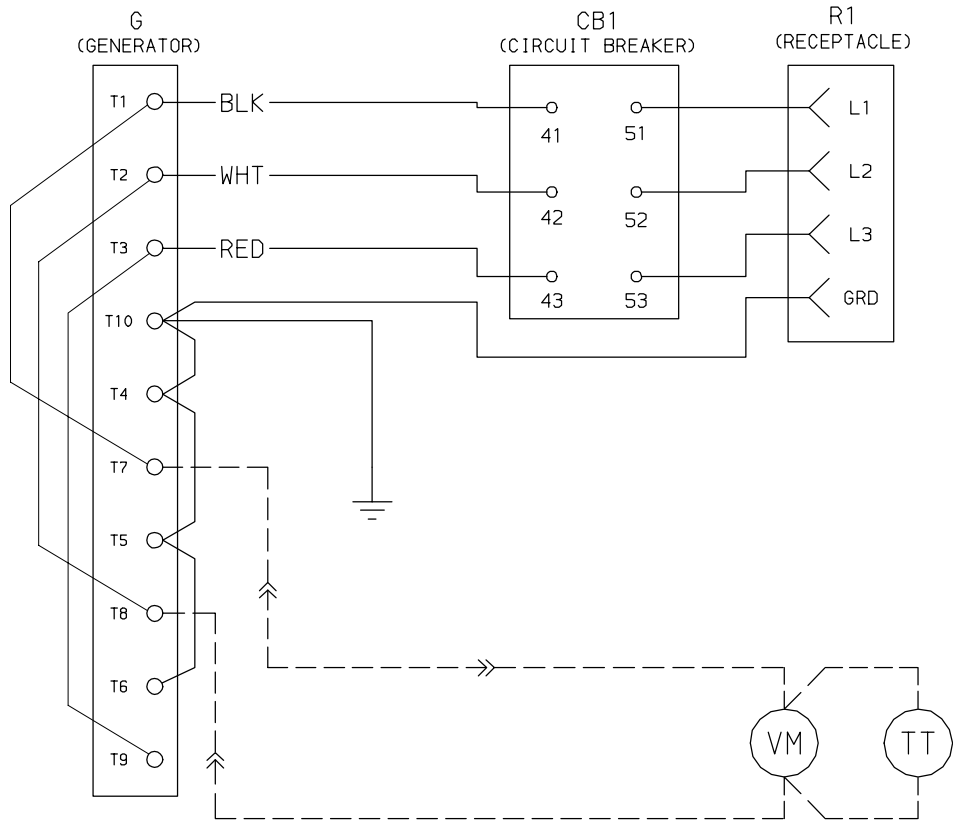 G
(GENERATOR)
CB1
(CIRCUIT BREAKER)
R1
(RECEPTACLE)
T1
BLK
41
51
L1
T2
WHT
42
52
L2
T3
RED
43
53
L3
T10
GRD
T4
T7
T5
T8
T6
T9
VM
TT